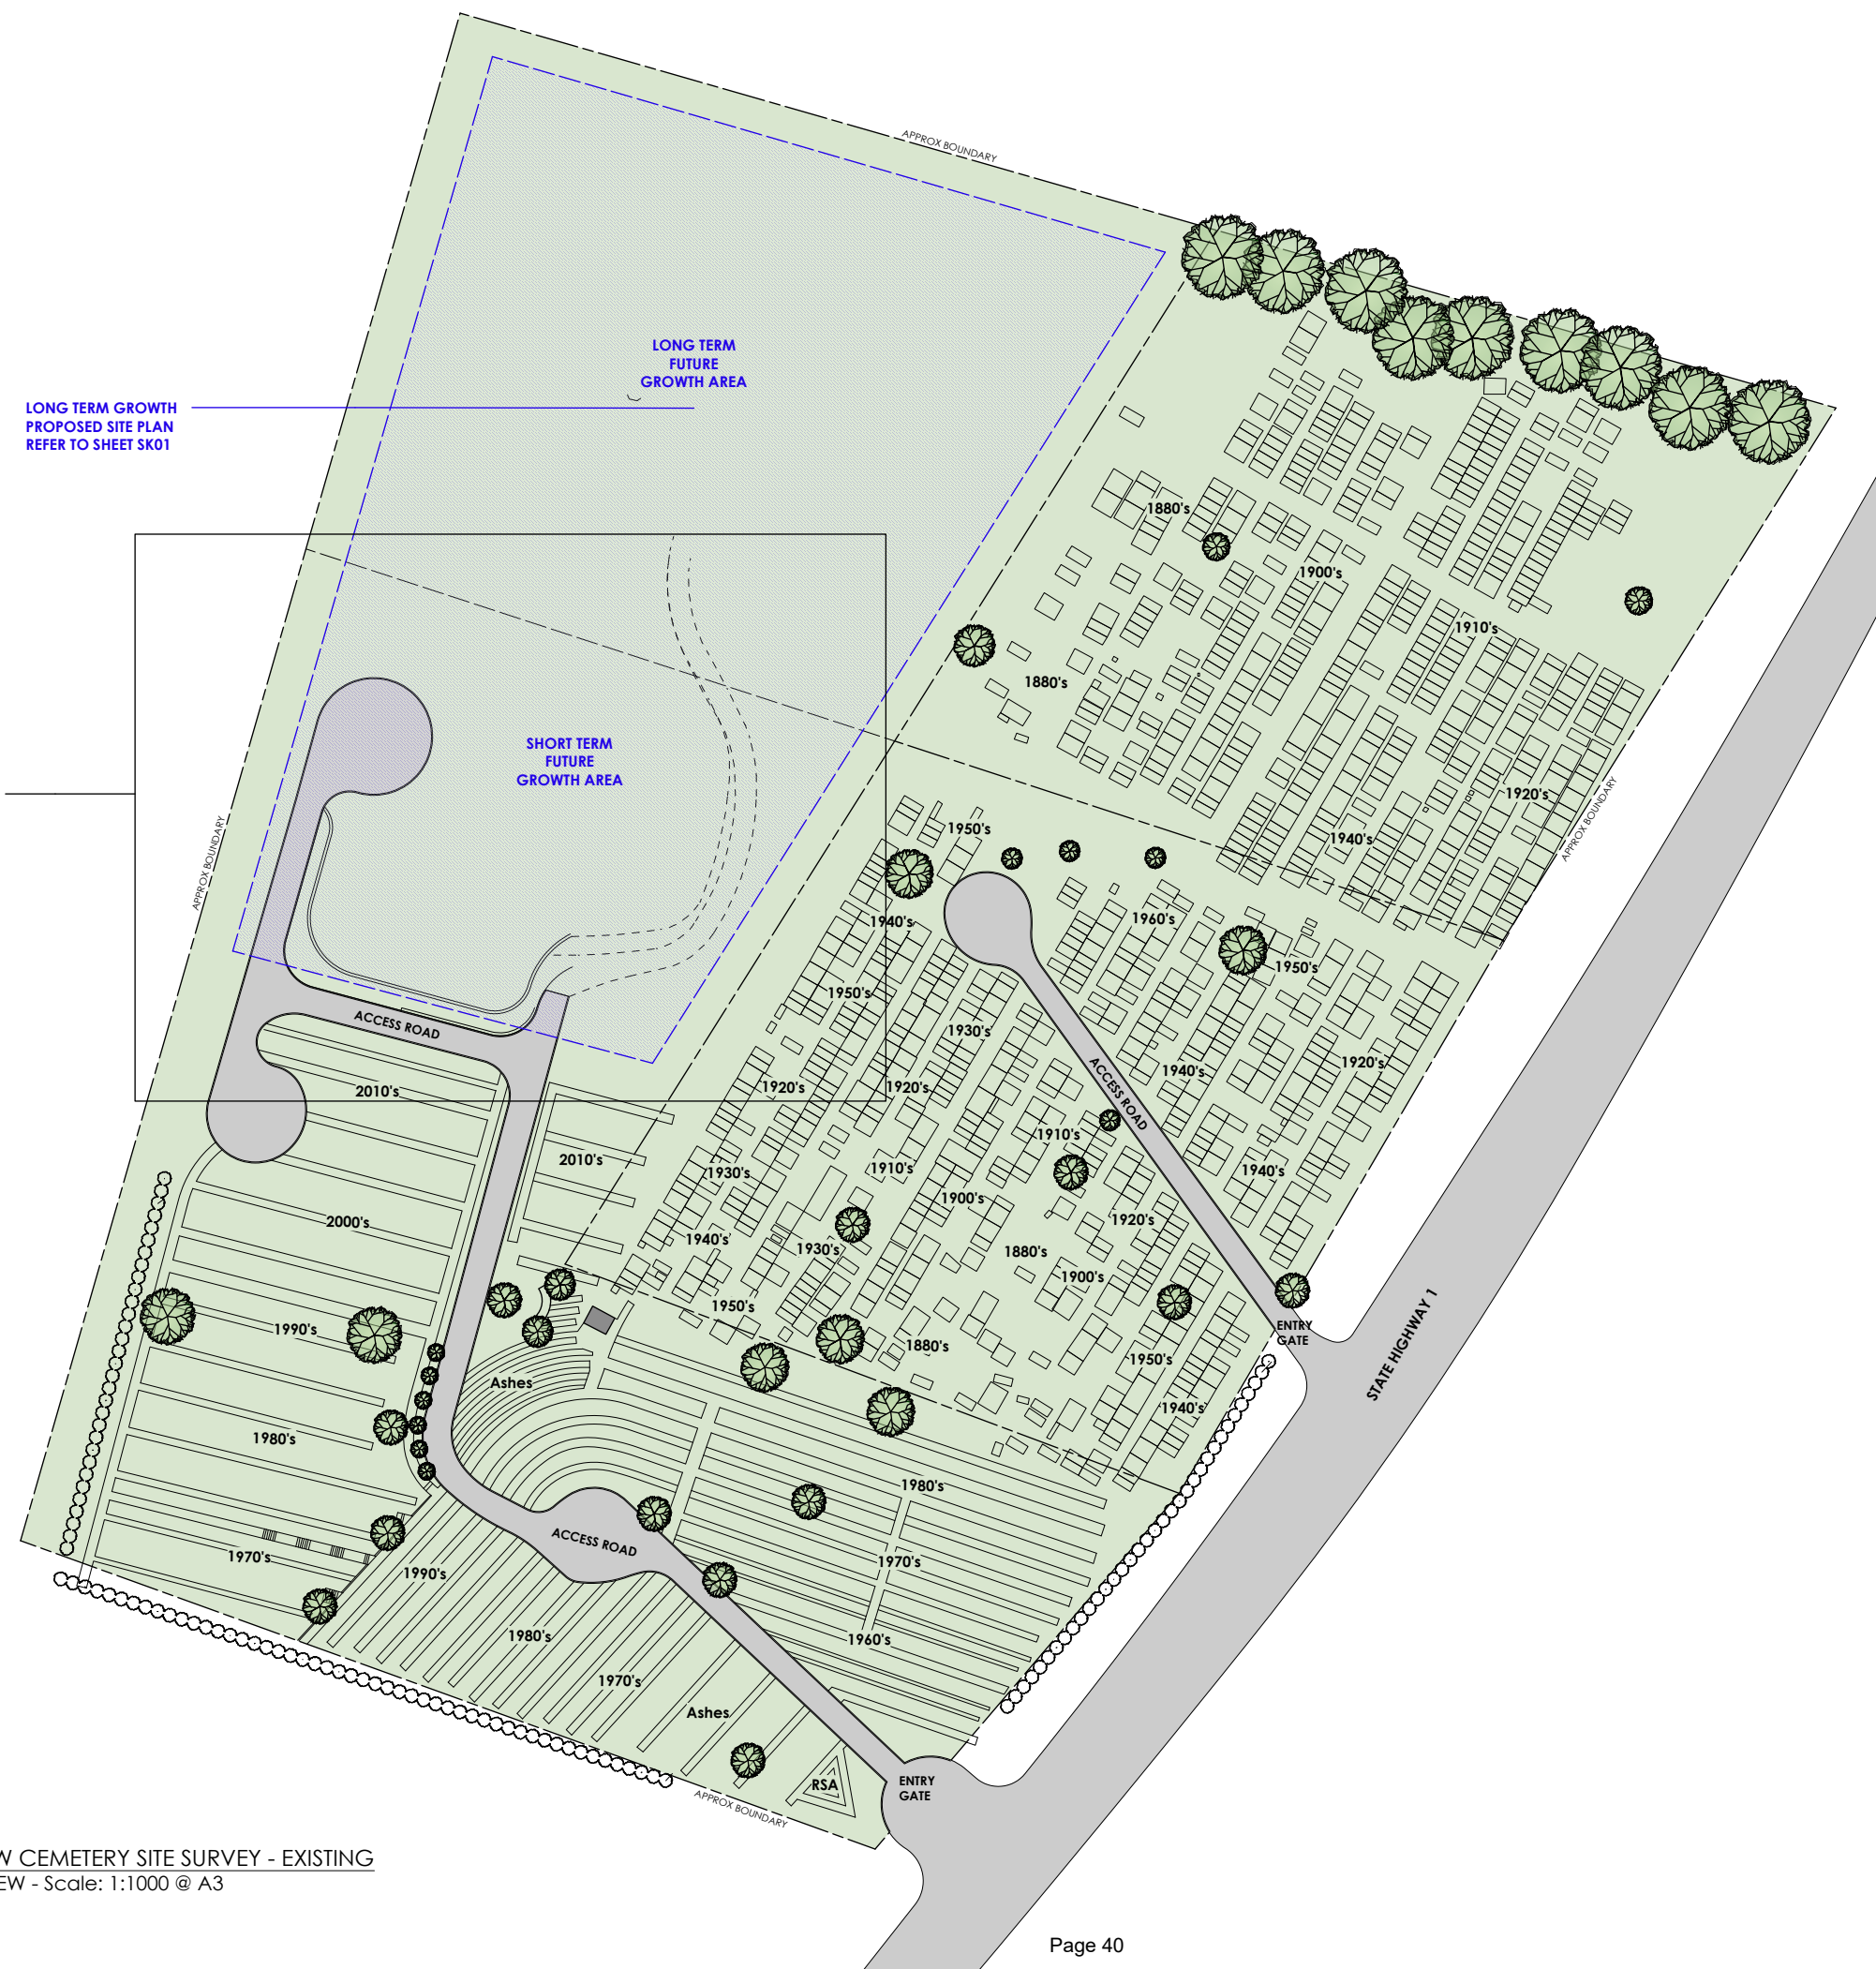 APPROX BOUNDARY
LONG TERM
FUTURE
GROWTH AREA
LONG TERM GROWTH
PROPOSED SITE PLAN
REFER TO SHEET SK01
1880's
1900's
1910's
1880's
SHORT TERM
FUTURE
GROWTH AREA
1920's
APPROX BOUNDARY
1950's
1940's
APPROX BOUNDARY
1940's
1960's
1950's
1950's
ACCESS ROAD
1930's
1920's
1940's
2010's
1920's
1920's
ACCESS ROAD
1910's
2010's
1930's
1910's
1940's
1900's
2000's
1920's
1940's
1930's
1880's
1900's
1950's
1990's
ENTRY
GATE
1880's
1950's
STATE HIGHWAY 1
Ashes
1940's
1980's
1980's
ACCESS ROAD
1970's
1970's
1990's
1980's
1960's
1970's
Ashes
RSA
ENTRY
GATE
APPROX BOUNDARY
W CEMETERY SITE SURVEY - EXISTING
EW - Scale: 1:1000 @ A3
Page 40